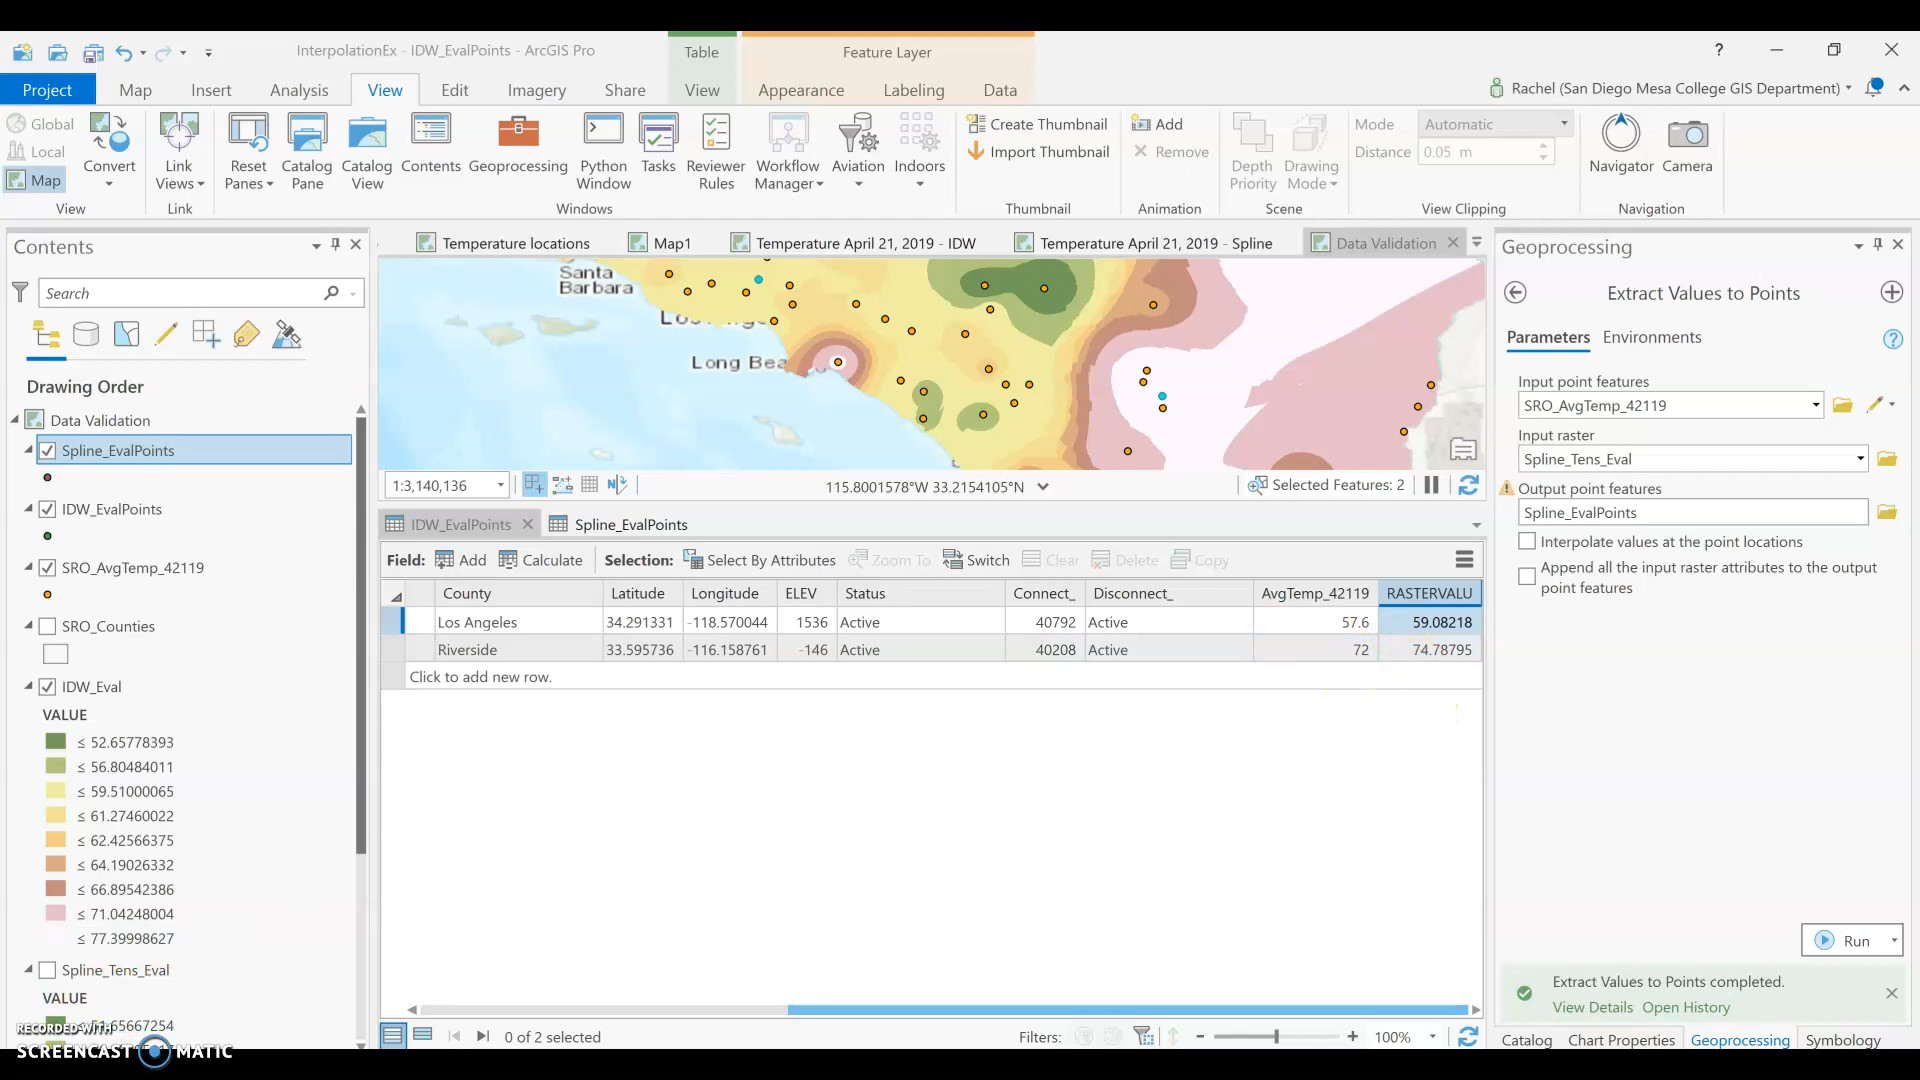 InterpolationEx - IDW_EvalPoints - ArcGIS Pro
Table
Feature Layer
?
Project
Map
Insert
Analysis
View
Edit
Imagery
Share
View
Appearance
Labeling
Data
Rachel (San Diego Mesa College GIS Department)
Global
Local
Map
Convert
Link Views
Reset Panes
Catalog Pane
Catalog View
Contents
Geoprocessing
Python Window
Tasks
Reviewer Rules
Workflow Manager
Aviation
Indoors
Create Thumbnail
Import Thumbnail
Add
Remove
Depth Priority
Drawing Mode
Mode
Automatic
Distance
0.05 m
Navigator
Camera
View
Link
Windows
Thumbnail
Animation
Scene
View Clipping
Navigation
Contents
Search
Drawing Order
Data Validation
Spline_EvalPoints
IDW_EvalPoints
SRO_AvgTemp_42119
SRO_Counties
IDW_Eval
VALUE
≤ 52.65778393
≤ 56.80484011
≤ 59.51000065
≤ 61.27460022
≤ 62.42566375
≤ 64.19026332
≤ 66.89542386
≤ 71.04248004
≤ 77.39998627
Spline_Tens_Eval
VALUE
RECORDED WITH
SCREENCAST MATIC
Temperature locations
Map1
Temperature April 21, 2019 - IDW
Temperature April 21, 2019 - Spline
Data Validation
Santa
Barbara
Long Bea
1:3,140,136
115.8001578°W 33.2154105°N
Selected Features: 2
IDW_EvalPoints
Spline_EvalPoints
Field: Add Calculate Selection: Select By Attributes Zoom To Switch Clear Delete Copy
County Latitude Longitude ELEV Status Connect_ Disconnect_ AvgTemp_42119 RASTERVALU
Los Angeles 34.291331 -118.570044 1536 Active 40792 Active 57.6 59.08218
Riverside 33.595736 -116.158761 -146 Active 40208 Active 72 74.78795
Click to add new row.
0 of 2 selected
Filters:
100%
Geoprocessing
Extract Values to Points
Parameters
Environments
Input point features
SRO_AvgTemp_42119
Input raster
Spline_Tens_Eval
Output point features
Spline_EvalPoints
Interpolate values at the point locations
Append all the input raster attributes to the output
point features
Run
Extract Values to Points completed.
View Details Open History
Catalog
Chart Properties
Geoprocessing
Symbology